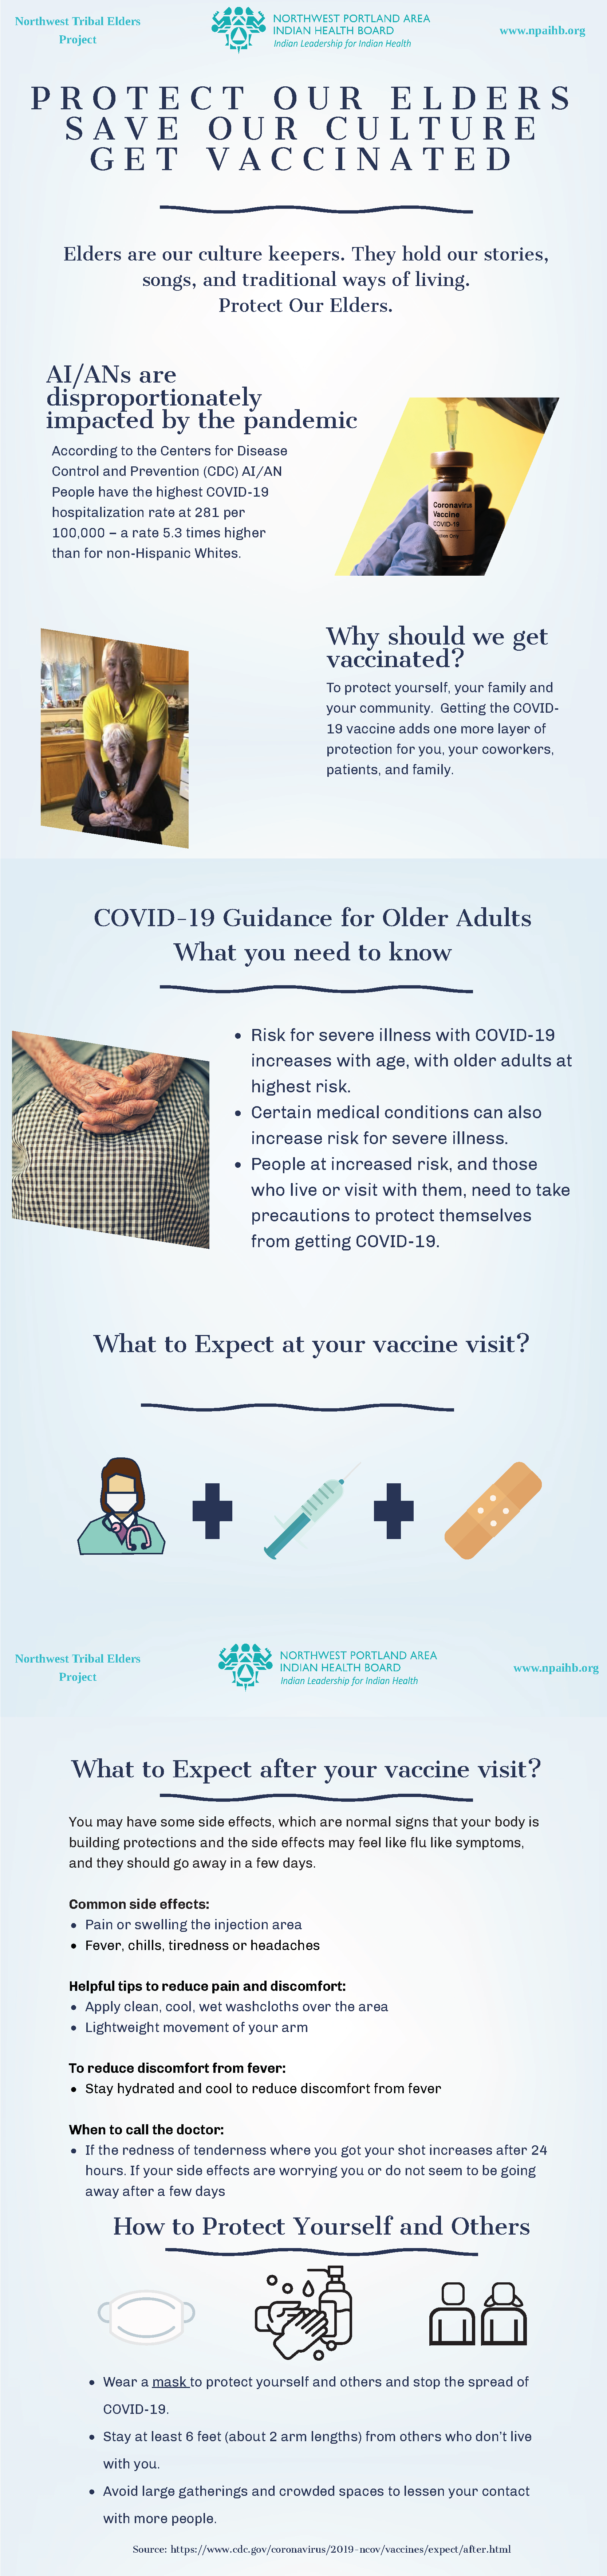 Northwest Tribal Elders
Project
NORTHWEST PORTLAND AREA
INDIAN HEALTH BOARD
Indian Leadership for Indian Health
www.npaihb.org
PROTECT OUR ELDERS
SAVE OUR CULTURE
GET VACCINATED
Elders are our culture keepers. They hold our stories,
songs, and traditional ways of living.
Protect Our Elders.
AI/ANs are
disproportionately
impacted by the pandemic
According to the Centers for Disease
Control and Prevention (CDC) AI/AN
People have the highest COVID-19
hospitalization rate at 281 per
100,000 – a rate 5.3 times higher
than for non-Hispanic Whites.
Coronavirus
Vaccine
COVID-19
Why should we get
vaccinated?
To protect yourself, your family and
your community. Getting the COVID-
19 vaccine adds one more layer of
protection for you, your coworkers,
patients, and family.
COVID-19 Guidance for Older Adults
What you need to know
• Risk for severe illness with COVID-19
increases with age, with older adults at
highest risk.
• Certain medical conditions can also
increase risk for severe illness.
• People at increased risk, and those
who live or visit with them, need to take
precautions to protect themselves
from getting COVID-19.
What to Expect at your vaccine visit?
Northwest Tribal Elders
Project
NORTHWEST PORTLAND AREA
INDIAN HEALTH BOARD
Indian Leadership for Indian Health
www.npaihb.org
What to Expect after your vaccine visit?
You may have some side effects, which are normal signs that your body is
building protections and the side effects may feel like flu like symptoms,
and they should go away in a few days.
Common side effects:
• Pain or swelling the injection area
• Fever, chills, tiredness or headaches
Helpful tips to reduce pain and discomfort:
• Apply clean, cool, wet washcloths over the area
• Lightweight movement of your arm
To reduce discomfort from fever:
• Stay hydrated and cool to reduce discomfort from fever
When to call the doctor:
• If the redness of tenderness where you got your shot increases after 24
hours. If your side effects are worrying you or do not seem to be going
away after a few days
How to Protect Yourself and Others
• Wear a mask to protect yourself and others and stop the spread of
COVID-19.
• Stay at least 6 feet (about 2 arm lengths) from others who don't live
with you.
• Avoid large gatherings and crowded spaces to lessen your contact
with more people.
Source: https://www.cdc.gov/coronavirus/2019-ncov/vaccines/expect/after.html